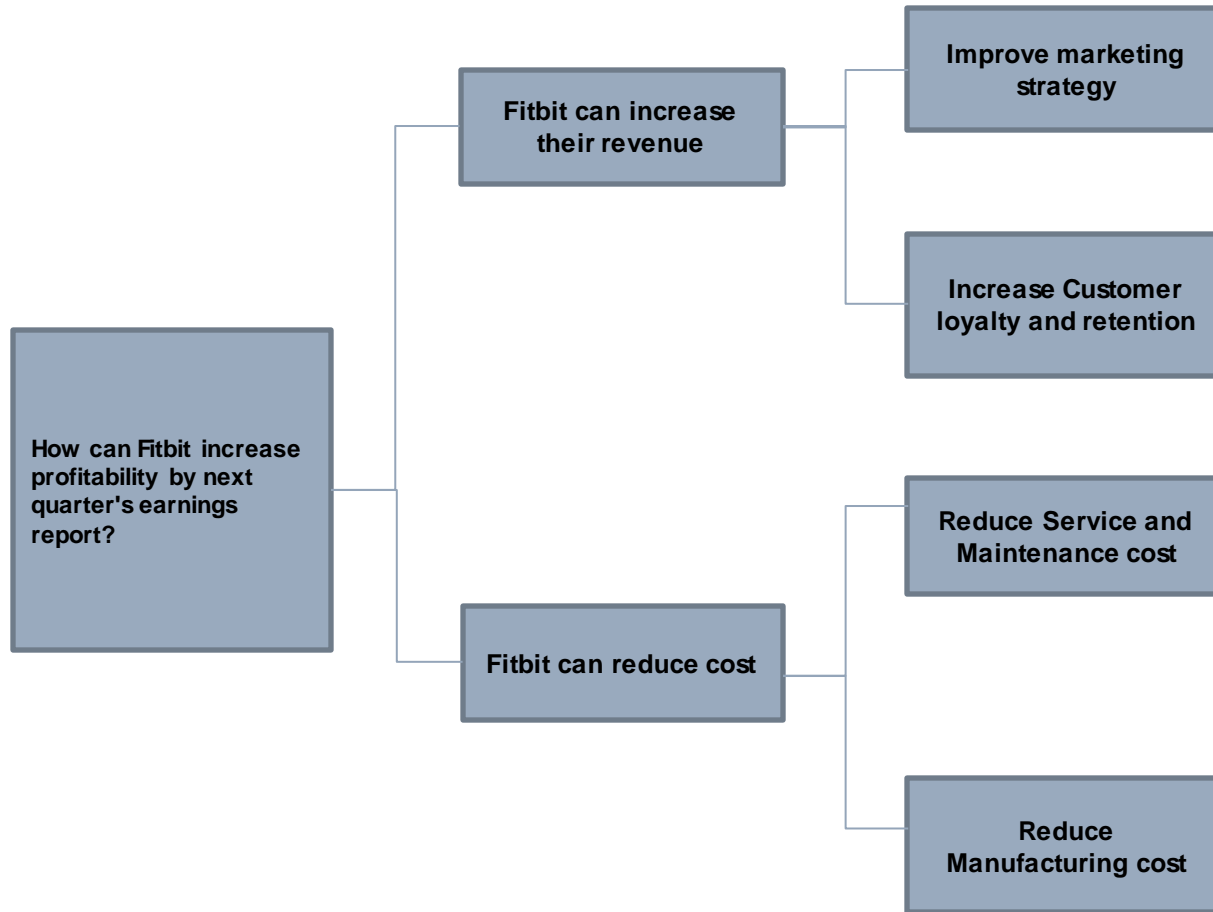 Improve marketing
strategy
Fitbit can increase
their revenue
Increase Customer
loyalty and retention
How can Fitbit increase
profitability by next
quarter's earnings
report?
Reduce Service and
Maintenance cost
Fitbit can reduce cost
Reduce
Manufacturing cost